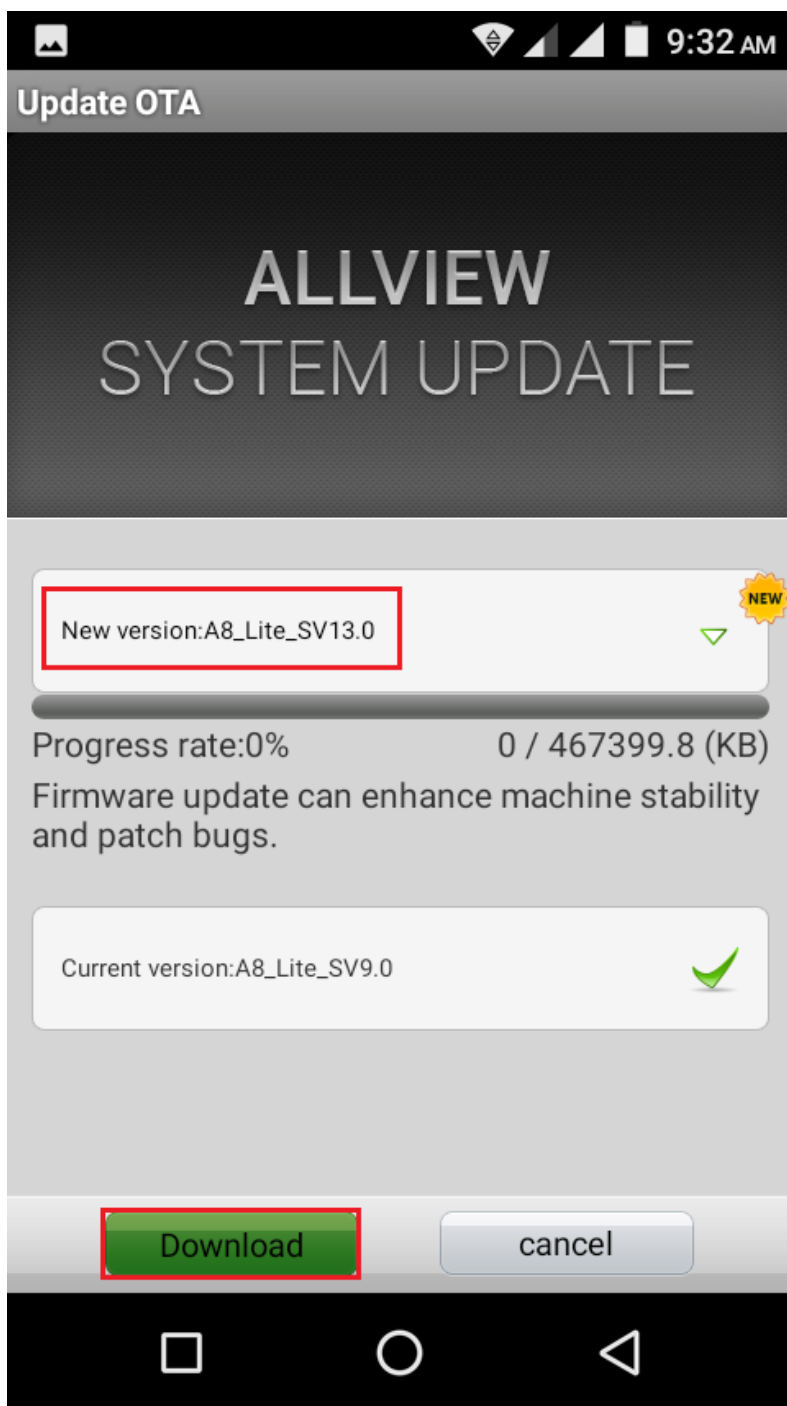 9:32 AM
Update OTA
ALLVIEW
SYSTEM UPDATE
NEW
New version:A8_Lite_SV13.0
Progress rate:0% 0 / 467399.8 (KB)
Firmware update can enhance machine stability
and patch bugs.
Current version:A8_Lite_SV9.0
Download cancel